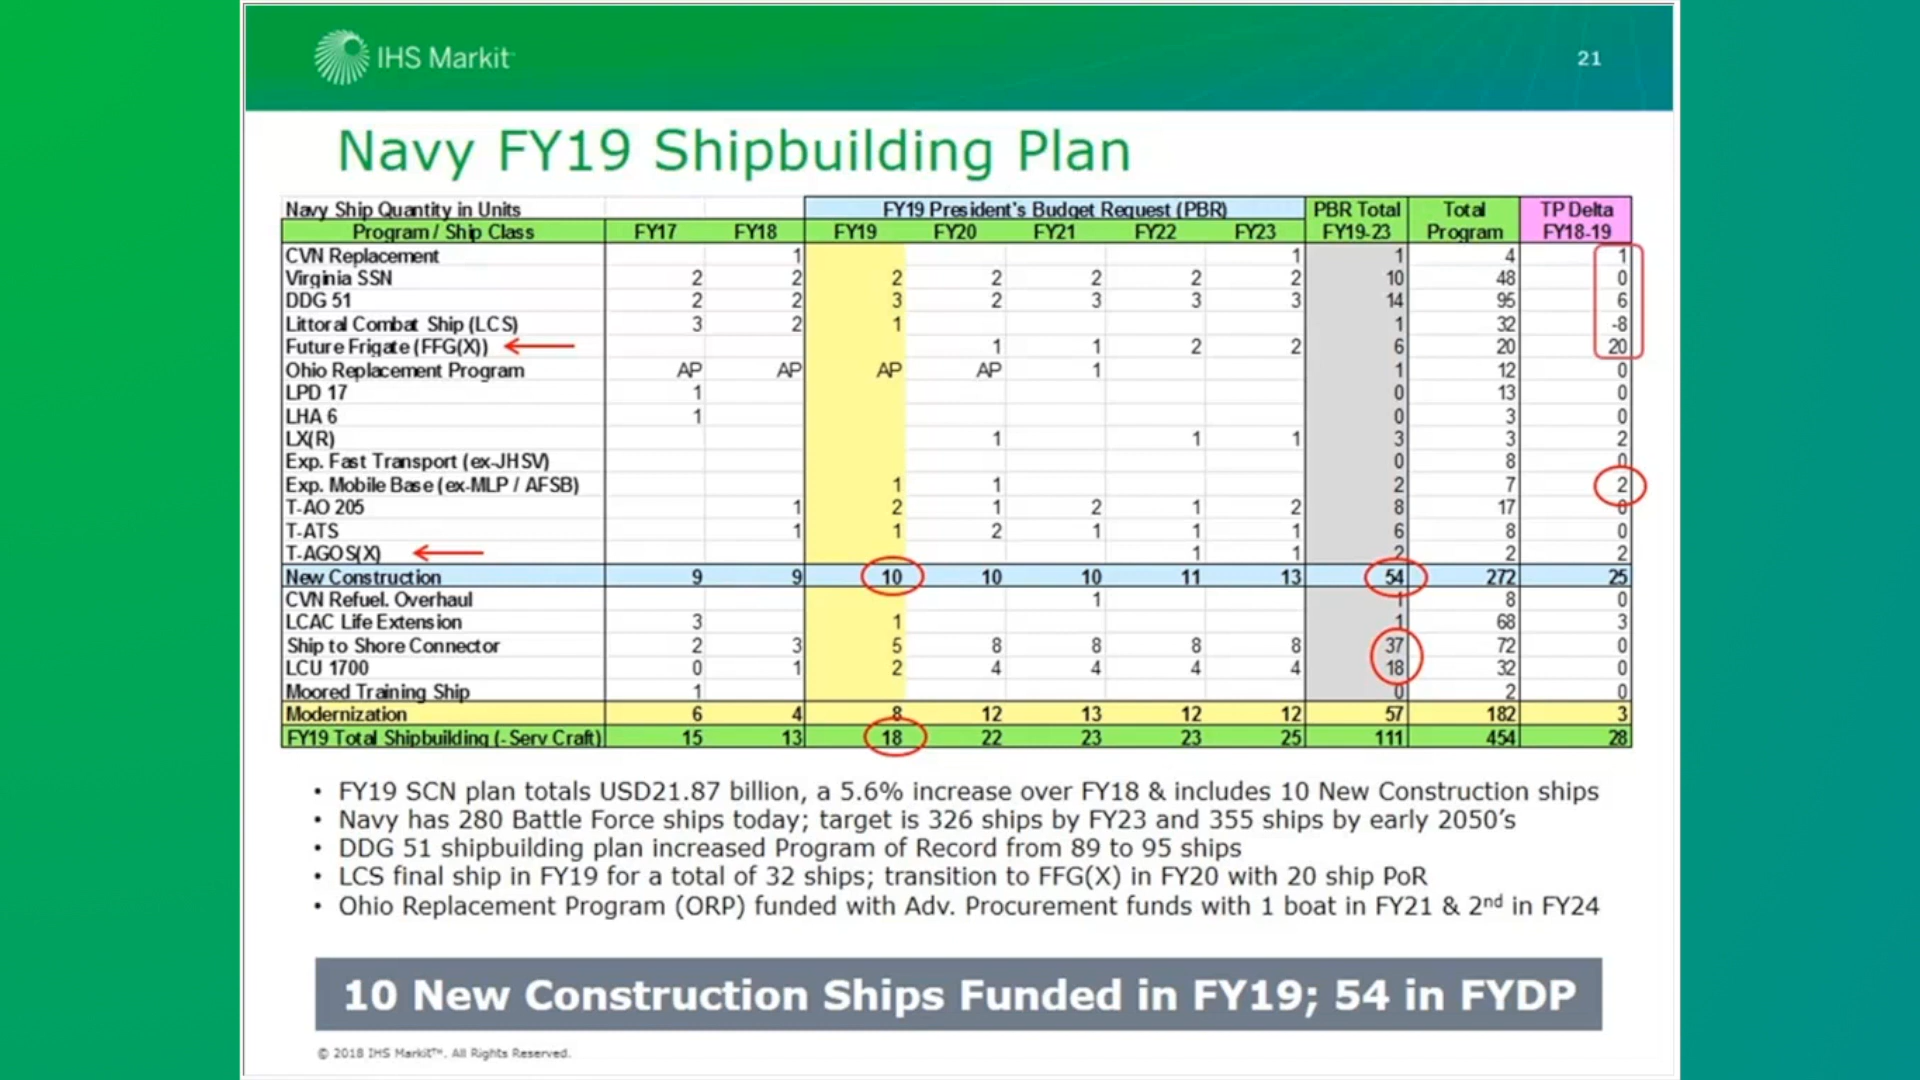 IHS Markit
21
Navy FY19 Shipbuilding Plan
Navy Ship Quantity in Units FY19 President's Budget Request (PBR) PBR Total Total TP Delta
Program / Ship Class FY17 FY18 FY19 FY20 FY21 FY22 FY23 FY19-23 Program FY18-19
CVN Replacement 1 1 1 4 1
Virginia SSN 2 2 2 2 2 2 2 10 48 0
DDG 51 2 2 3 2 3 3 3 14 95 6
Littoral Combat Ship (LCS) 3 2 1 1 32 -8
Future Frigate (FFG(X)) 1 1 2 2 6 20 20
Ohio Replacement Program AP AP AP AP 1 1 12 0
LPD 17 1 0 13 0
LHA 6 1 0 3 0
LX(R) 1 1 1 3 3 2
Exp. Fast Transport (ex-JHSV) 0 8 0
Exp. Mobile Base (ex-MLP / AFSB) 1 1 2 7 2
T-AO 205 1 2 1 2 1 2 8 17 0
T-ATS 1 1 2 1 1 1 6 8 0
T-AGOS(X) 1 1 2 2 2
New Construction 9 9 10 10 10 11 13 54 272 25
CVN Refuel. Overhaul 1 1 8 0
LCAC Life Extension 3 1 1 68 3
Ship to Shore Connector 2 3 5 8 8 8 8 37 72 0
LCU 1700 0 1 2 4 4 4 4 18 32 0
Moored Training Ship 1 0 2 0
Modernization 6 4 8 12 13 12 12 57 182 3
FY19 Total Shipbuilding (- Serv Craft) 15 13 18 22 23 23 25 111 454 28
• FY19 SCN plan totals USD21.87 billion, a 5.6% increase over FY18 & includes 10 New Construction ships
• Navy has 280 Battle Force ships today; target is 326 ships by FY23 and 355 ships by early 2050's
• DDG 51 shipbuilding plan increased Program of Record from 89 to 95 ships
• LCS final ship in FY19 for a total of 32 ships; transition to FFG(X) in FY20 with 20 ship PoR
• Ohio Replacement Program (ORP) funded with Adv. Procurement funds with 1 boat in FY21 & 2nd in FY24
10 New Construction Ships Funded in FY19; 54 in FYDP
© 2018 IHS Markit™. All Rights Reserved.